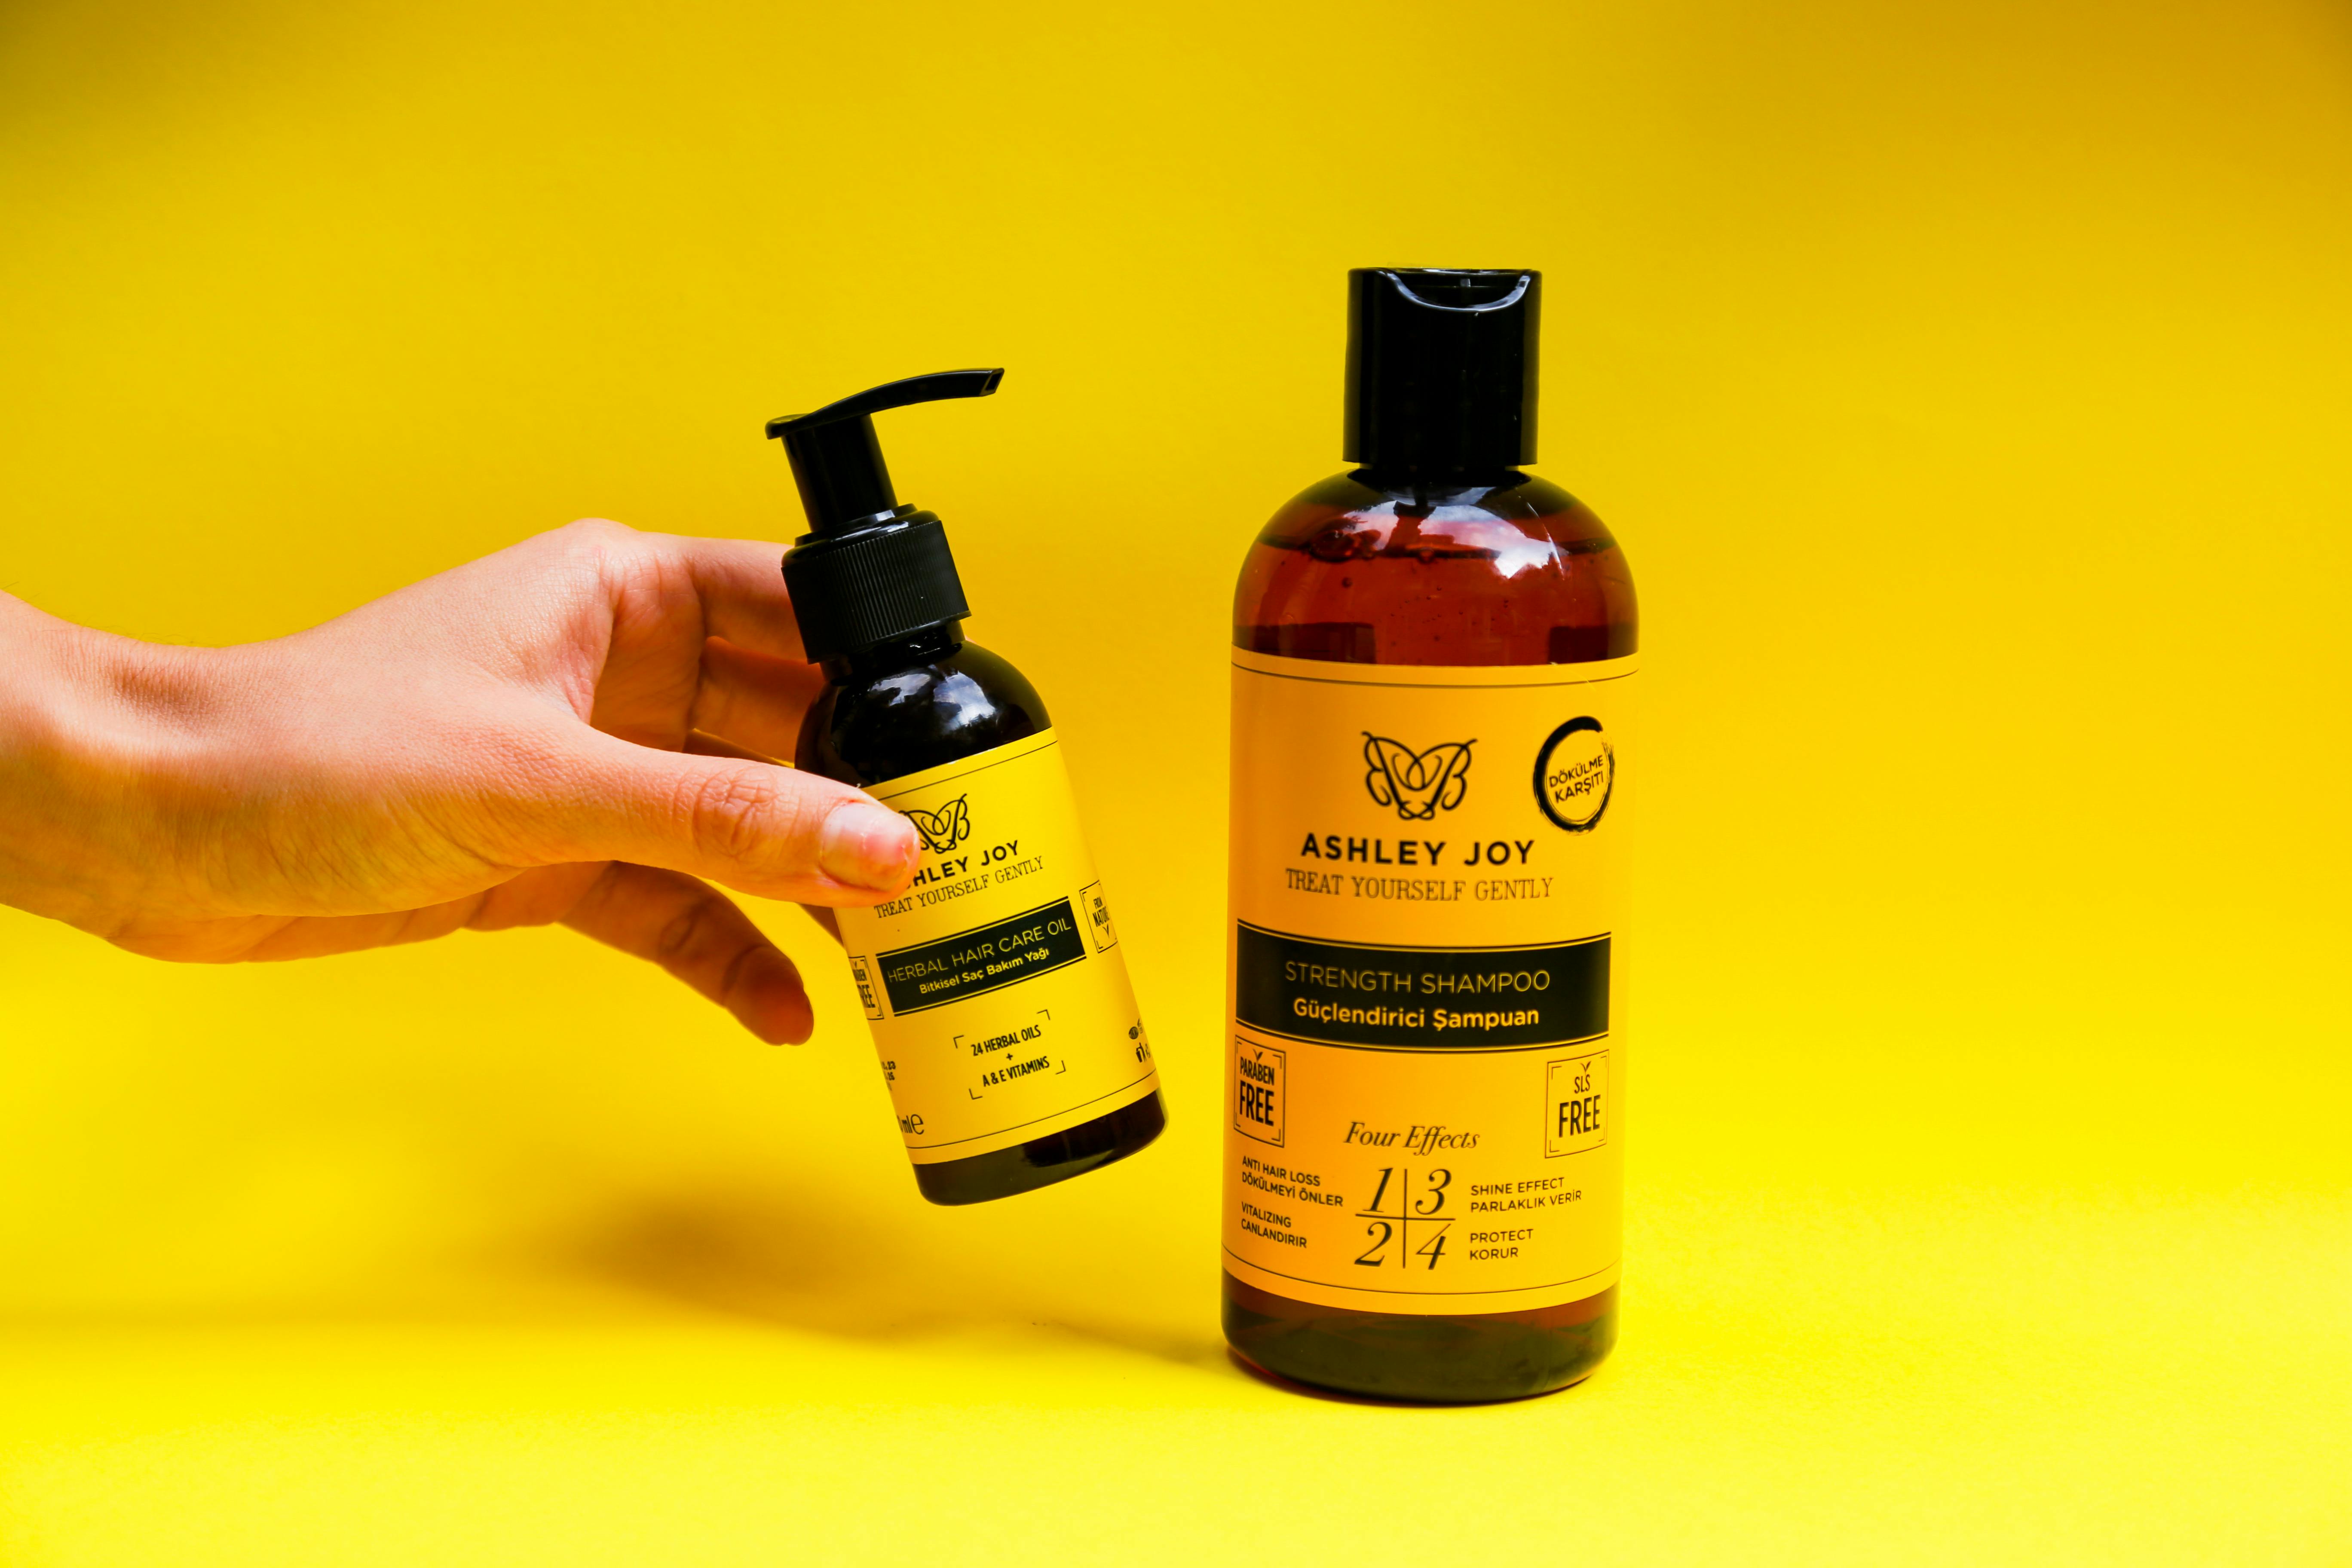 HLEY JOY
TREAT YOURSELF GENTLY
HERBAL HAIR CARE OIL
Bitkisel Saç Bakım Yağı
24 HERBAL OILS
+
A & E VITAMINS
FROM
ml e
DÖKÜLME
KARŞITI
ASHLEY JOY
TREAT YOURSELF GENTLY
STRENGTH SHAMPOO
Güçlendirici Şampuan
PARABEN
FREE
SLS
FREE
Four Effects
ANTI HAIR LOSS
DÖKÜLMEYİ ÖNLER
VITALIZING
CANLANDIRIR
1 3
2 4
SHINE EFFECT
PARLAKLIK VERİR
PROTECT
KORUR